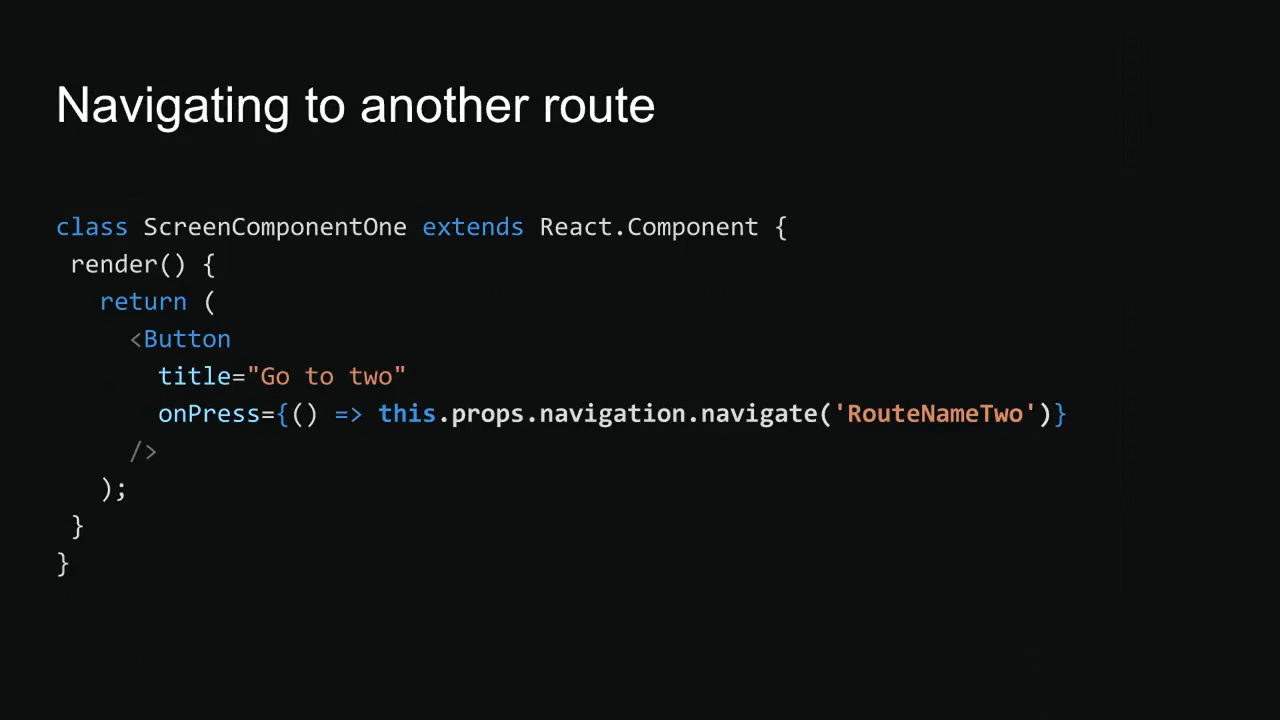 Navigating to another route
class ScreenComponentOne extends React.Component {
 render() {
   return (
     <Button
       title="Go to two"
       onPress={() => this.props.navigation.navigate('RouteNameTwo')}
     />
   );
 }
}